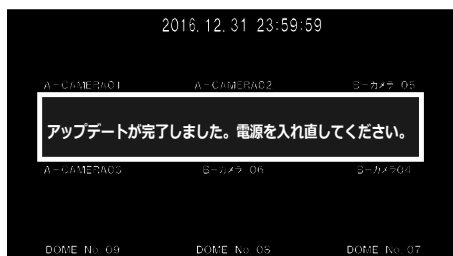 2016.12.31 23:59:59
A-CAMERA01 A-CAMERA02 B-カメラ 05
アップデートが完了しました。電源を入れ直してください。
A-CAMERA03 B-カメラ 06 B-カメラ04
DOME No 09 DOME No 08 DOME No 07